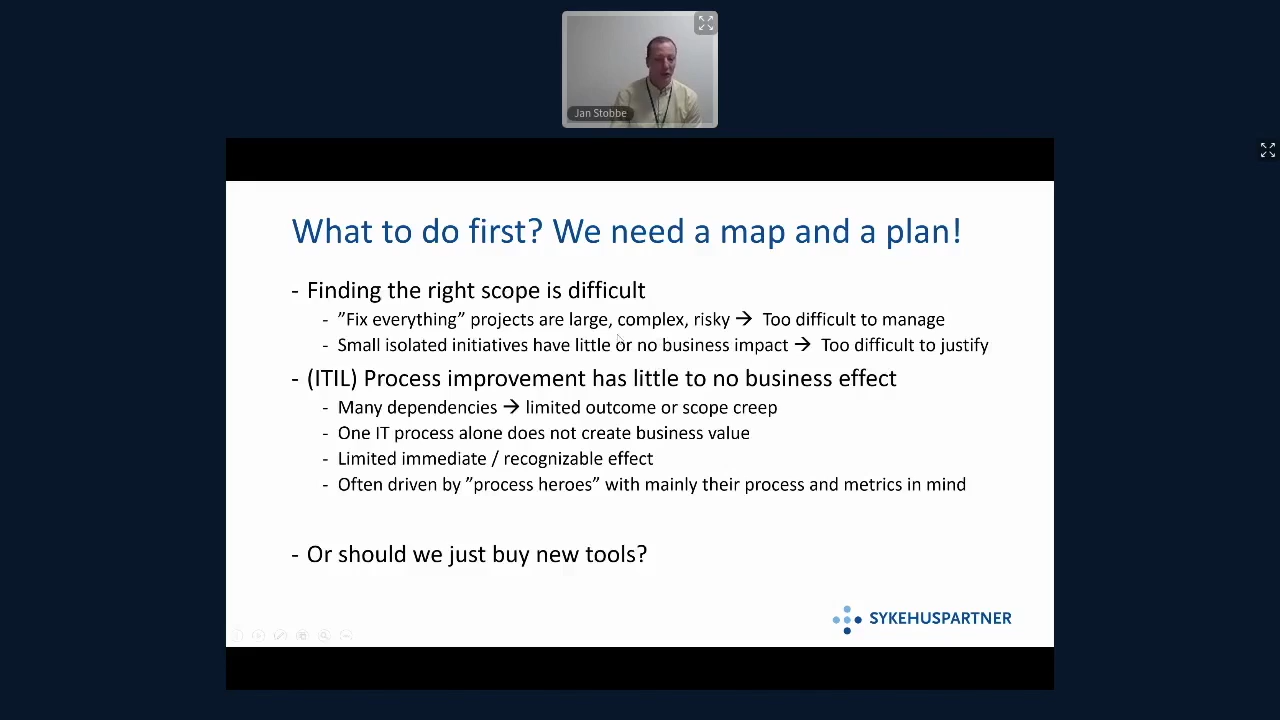 Jan Stobbe
What to do first? We need a map and a plan!
- Finding the right scope is difficult
- ”Fix everything” projects are large, complex, risky → Too difficult to manage
- Small isolated initiatives have little or no business impact → Too difficult to justify
- (ITIL) Process improvement has little to no business effect
- Many dependencies → limited outcome or scope creep
- One IT process alone does not create business value
- Limited immediate / recognizable effect
- Often driven by ”process heroes” with mainly their process and metrics in mind
- Or should we just buy new tools?
SYKEHUSPARTNER